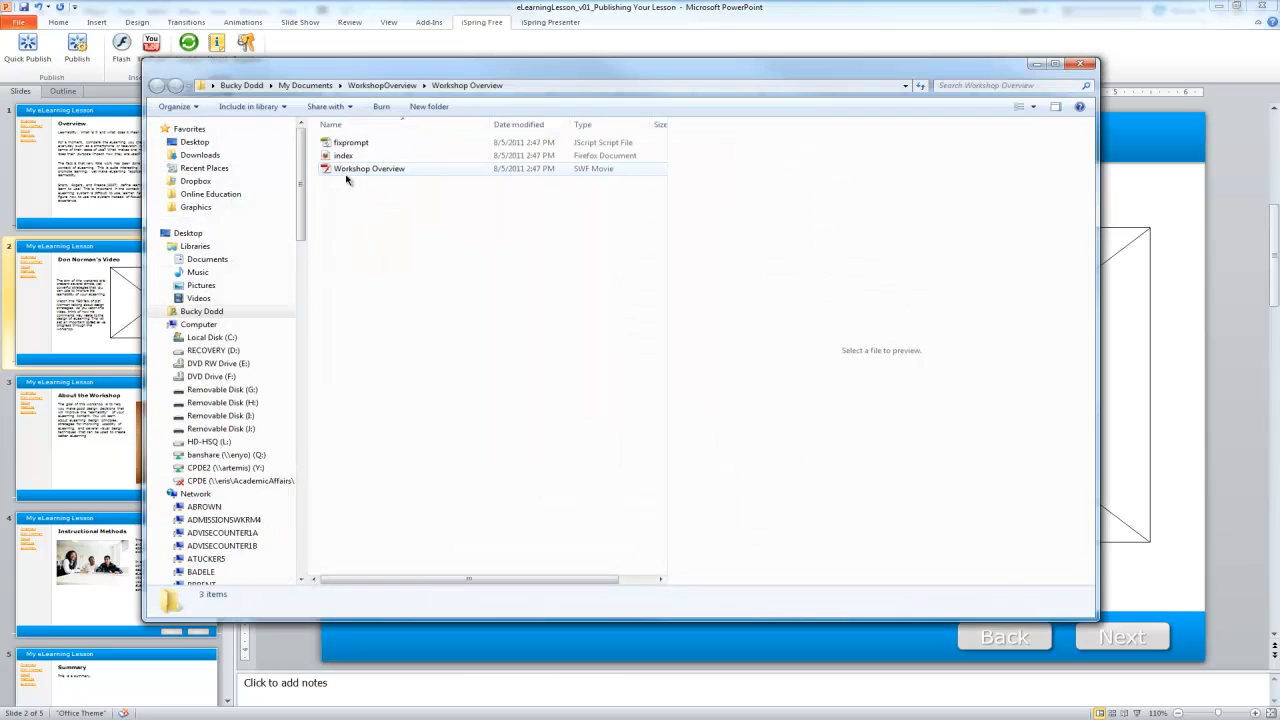 eLearningLesson_v01_Publishing Your Lesson - Microsoft PowerPoint
File Home Insert Design Transitions Animations Slide Show Review View Add-Ins iSpring Free iSpring Presenter
Quick Publish Publish Flash You Tube
Publish
Slides Outline
Bucky Dodd My Documents WorkshopOverview Workshop Overview
Search Workshop Overview
Organize Include in library Share with Burn New folder
Name Date modified Type Size
fixprompt 8/5/2011 2:47 PM JScript Script File
index 8/5/2011 2:47 PM Firefox Document
Workshop Overview 8/5/2011 2:47 PM SWF Movie
Favorites
Desktop
Downloads
Recent Places
Dropbox
Online Education
Graphics
Desktop
Libraries
Documents
Music
Pictures
Videos
Bucky Dodd
Computer
Local Disk (C:)
RECOVERY (D:)
DVD RW Drive (E:)
DVD Drive (F:)
Removable Disk (G:)
Removable Disk (H:)
Removable Disk (I:)
Removable Disk (J:)
HD-HSQ (L:)
banshare (\\enyo) (Q:)
CPDE2 (\\artemis) (Y:)
CPDE (\\eris\AcademicAffairs\
Network
ABROWN
ADMISSIONSWKRM4
ADVISECOUNTER1A
ADVISECOUNTER1B
ATUCKER5
BADELE
Select a file to preview.
3 items
1 My eLearning Lesson
Overview
2 My eLearning Lesson
Don Norman's Video
3 My eLearning Lesson
About the Workshop
4 My eLearning Lesson
Instructional Methods
5 My eLearning Lesson
Summary
This is a summary.
5 6
Back Next
Click to add notes
Slide 2 of 5 "Office Theme" 110%